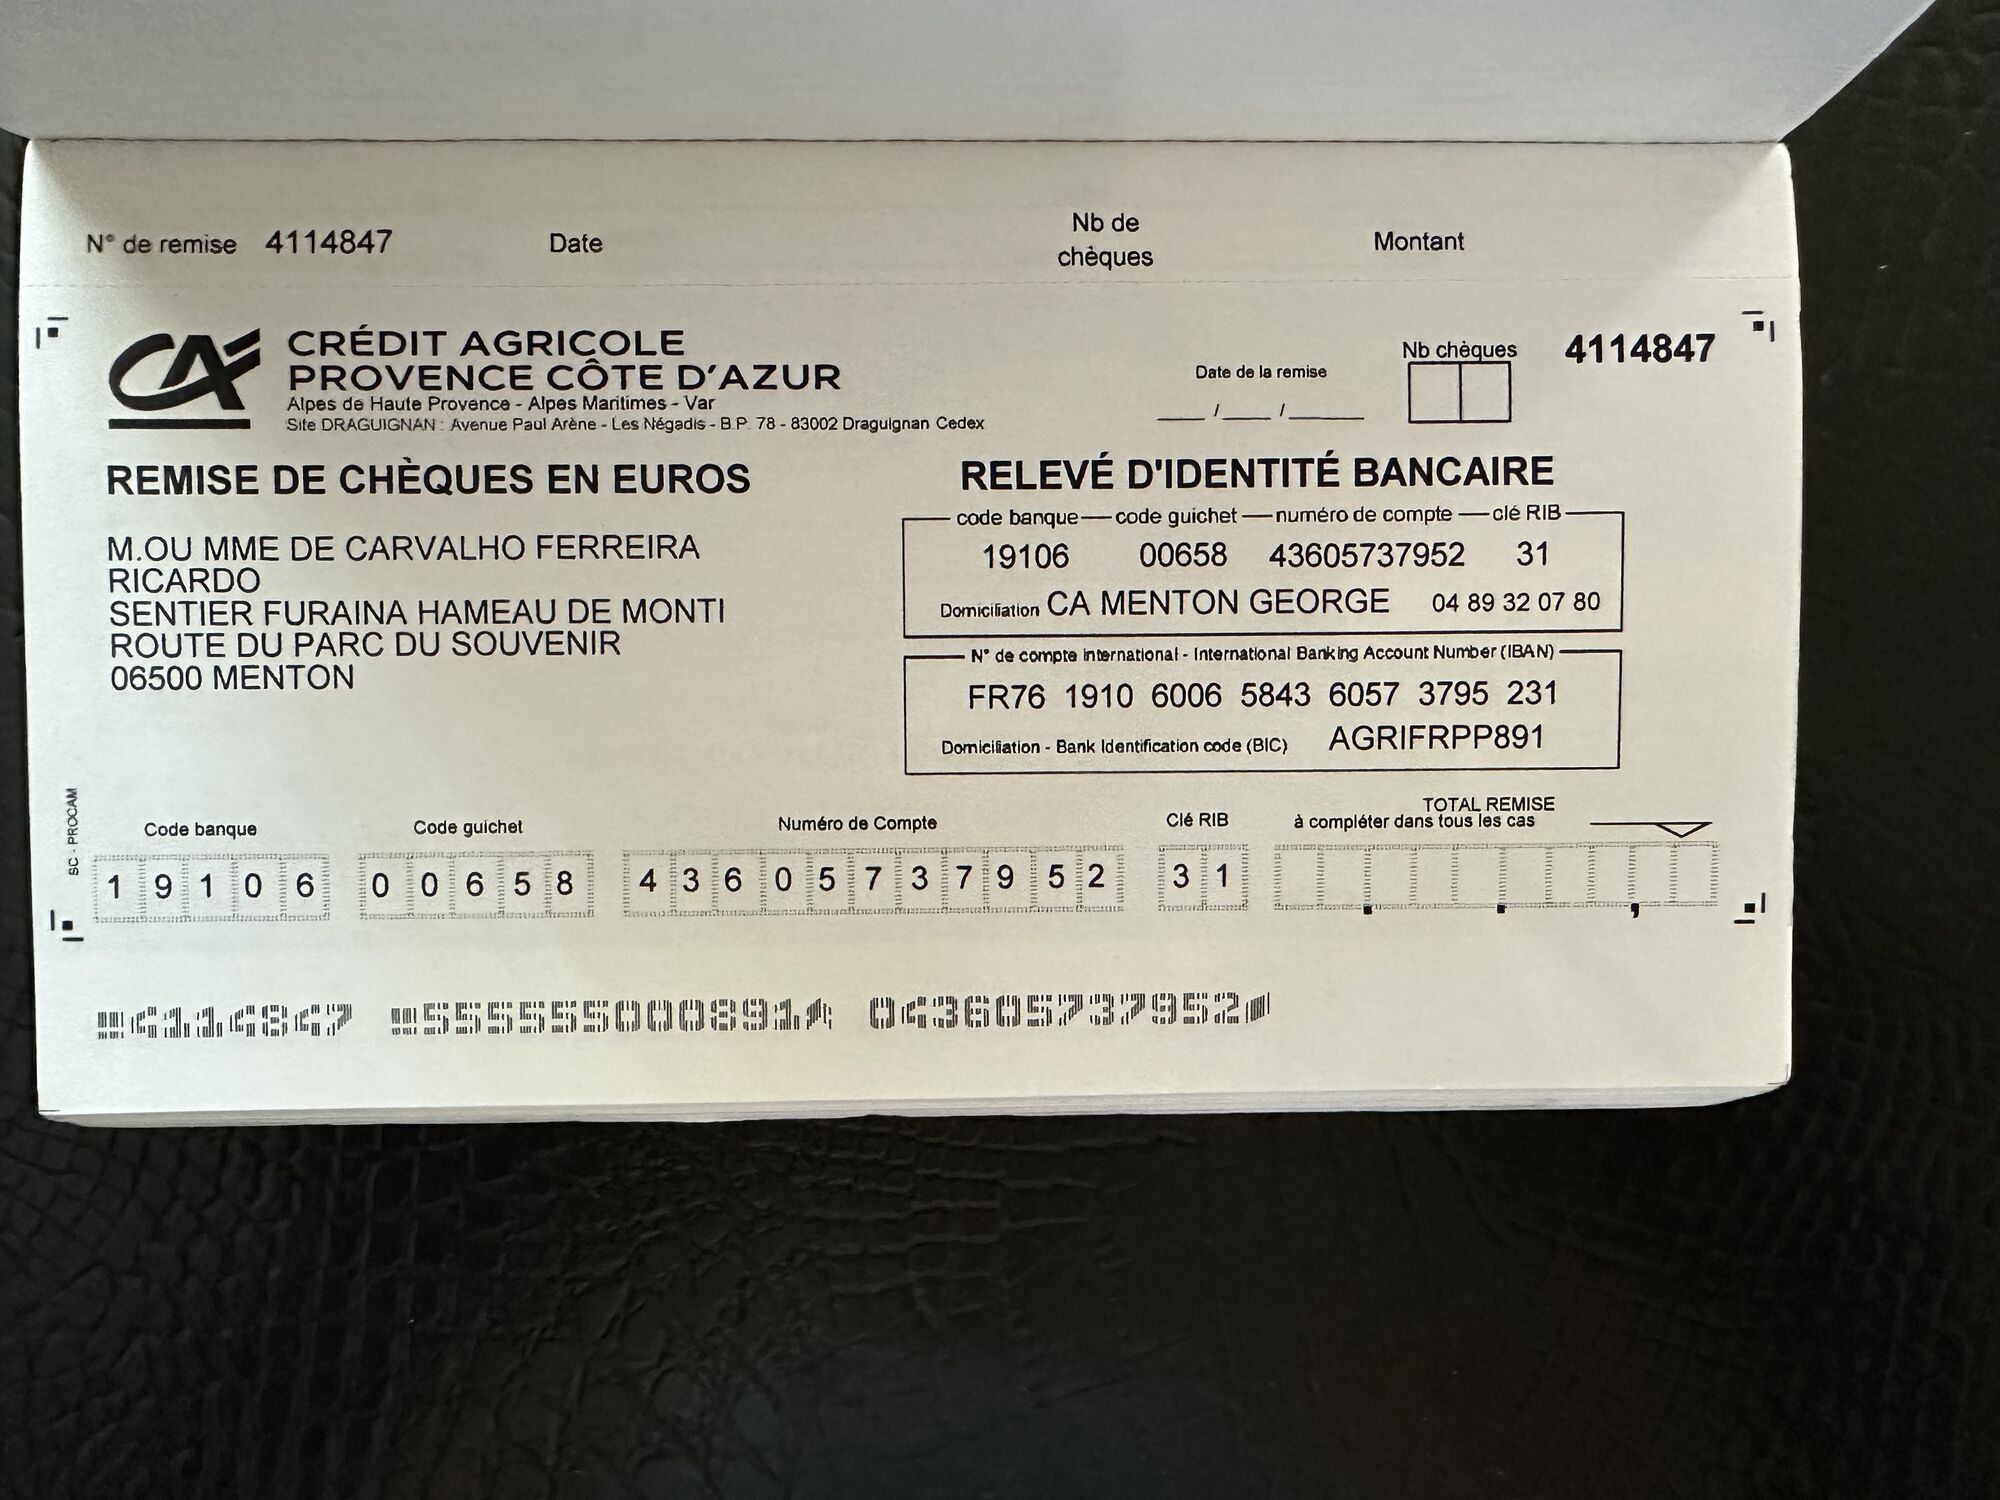 N° de remise 4114847 Date Nb de chèques Montant
CRÉDIT AGRICOLE
PROVENCE CÔTE D'AZUR
Alpes de Haute Provence - Alpes Maritimes - Var
Site DRAGUIGNAN : Avenue Paul Arène - Les Négadis - B.P. 78 - 83002 Draguignan Cedex
Date de la remise
___/___/_____
Nb chèques
4114847
REMISE DE CHÈQUES EN EUROS
M.OU MME DE CARVALHO FERREIRA
RICARDO
SENTIER FURAINA HAMEAU DE MONTI
ROUTE DU PARC DU SOUVENIR
06500 MENTON
RELEVÉ D'IDENTITÉ BANCAIRE
code banque code guichet numéro de compte clé RIB
19106 00658 43605737952 31
Domiciliation CA MENTON GEORGE 04 89 32 07 80
N° de compte international - International Banking Account Number (IBAN)
FR76 1910 6006 5843 6057 3795 231
Domiciliation - Bank Identification code (BIC) AGRIFRPP891
SC - PROCAM
Code banque Code guichet Numéro de Compte Clé RIB
TOTAL REMISE
à compléter dans tous les cas
1 9 1 0 6 0 0 6 5 8 4 3 6 0 5 7 3 7 9 5 2 3 1
4114847 555555000891 043605737952